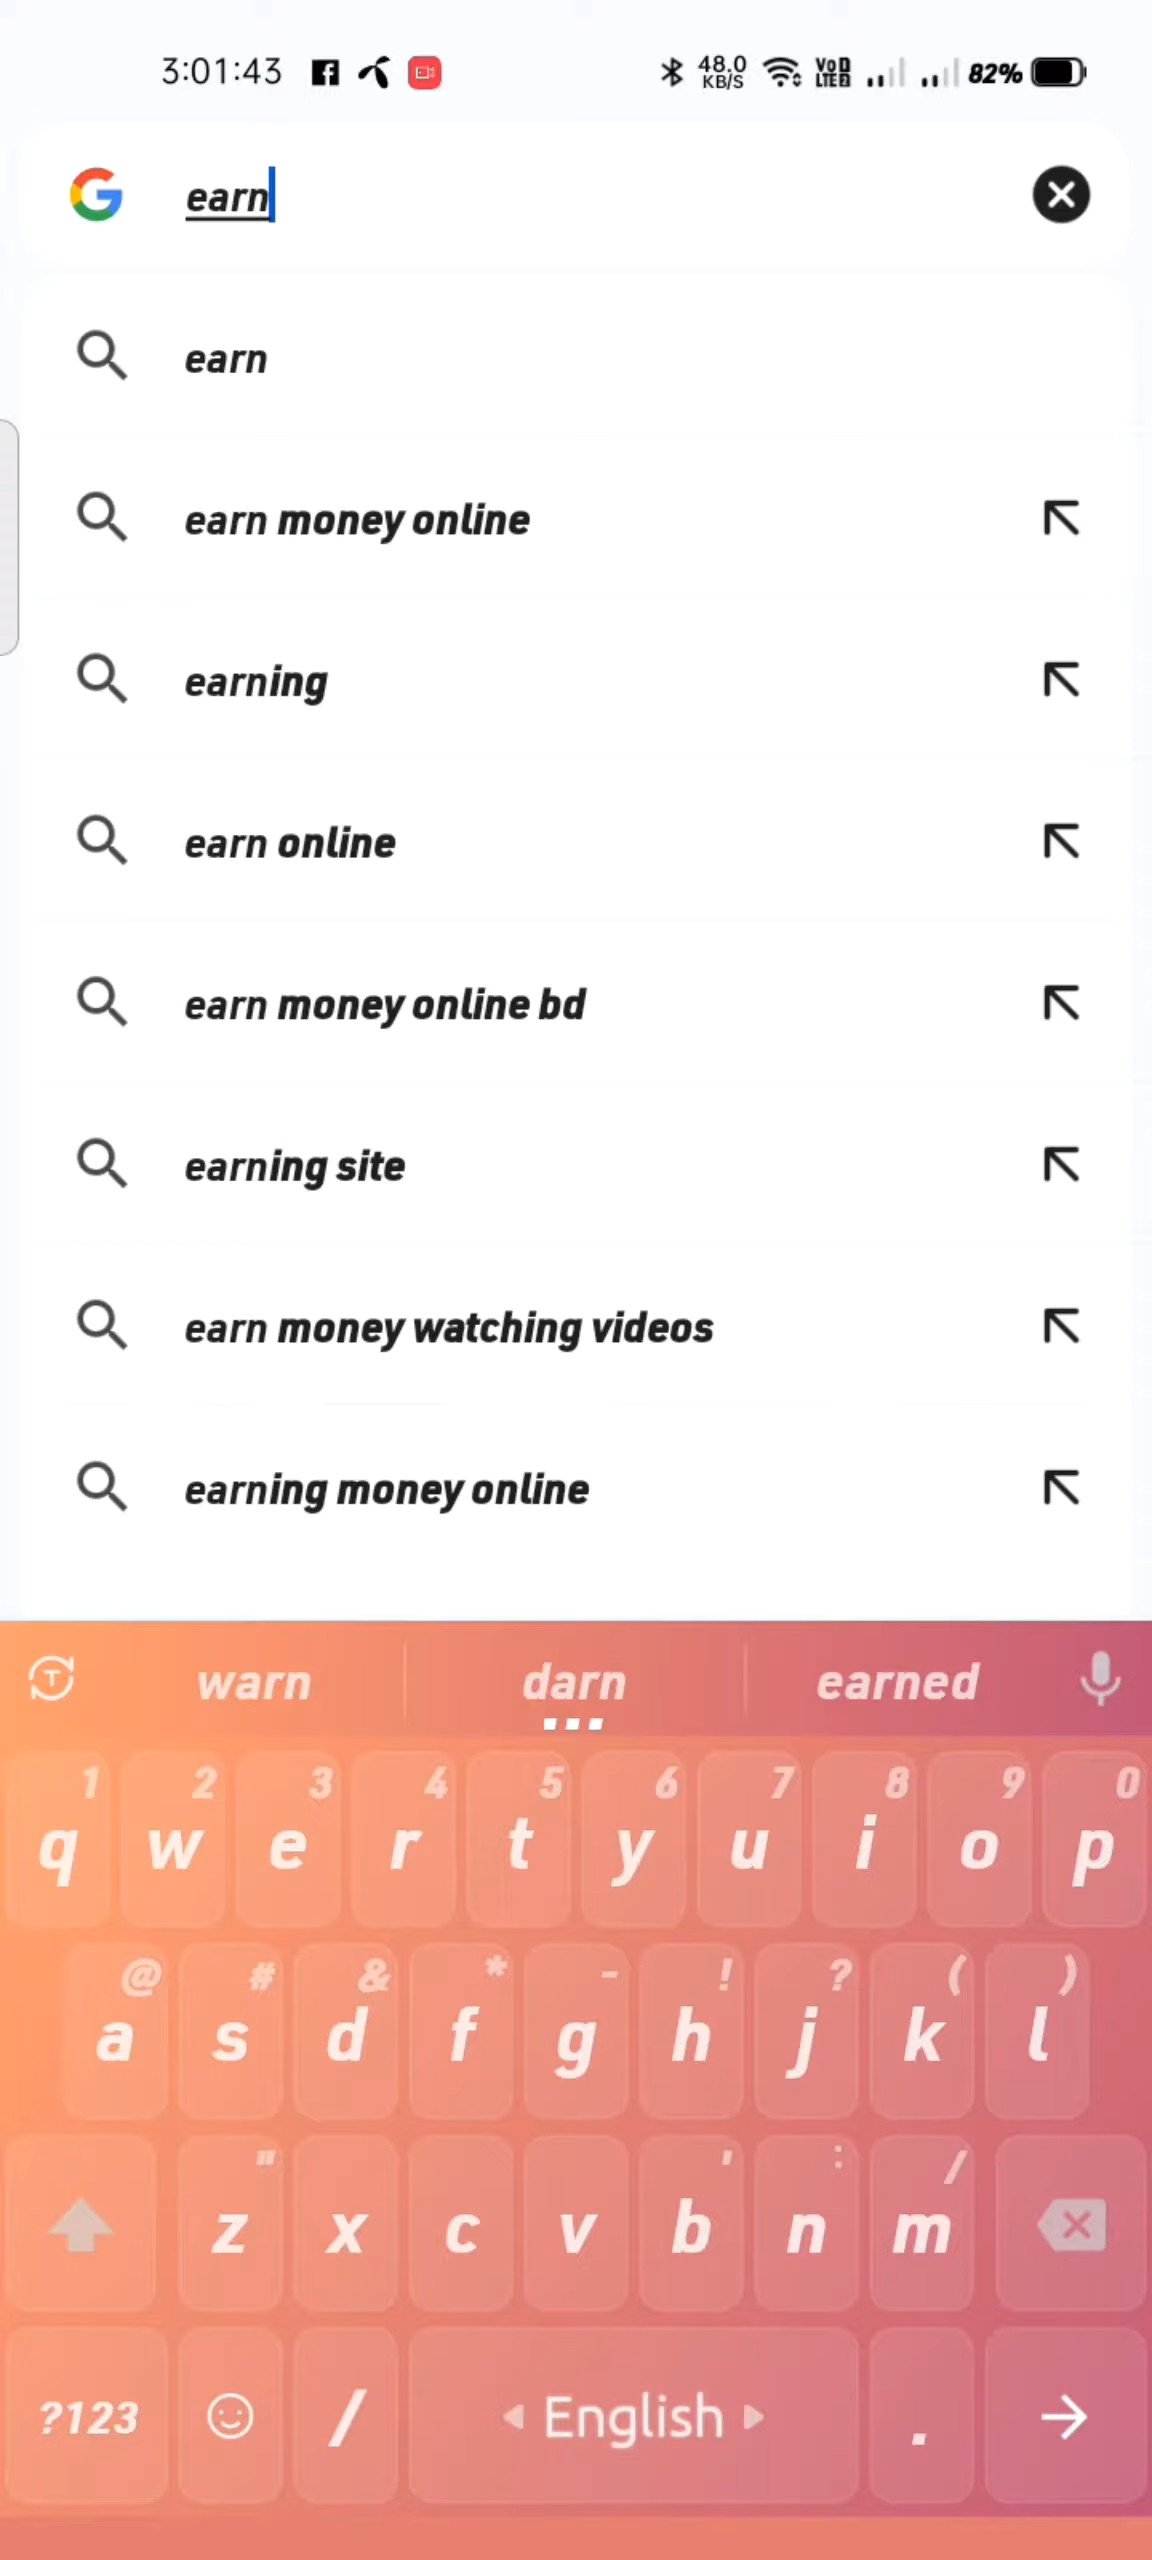 3:01:43 48.0 KB/S VoD LTE2 82%
earn
earn
earn money online
earning
earn online
earn money online bd
earning site
earn money watching videos
earning money online
warn darn earned
1 2 3 4 5 6 7 8 9 0
q w e r t y u i o p
@ # & * - ! ? ( )
a s d f g h j k l
" ' : /
z x c v b n m
?123 / English .